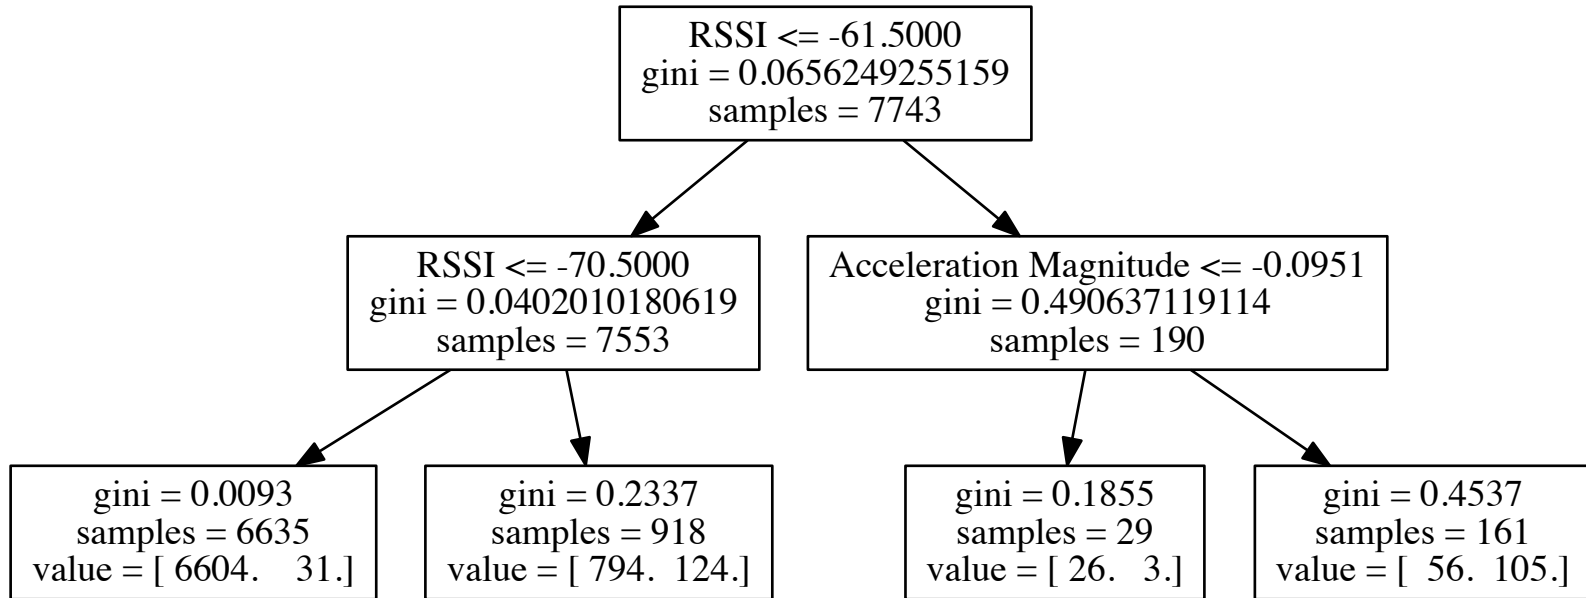 RSSI <= -61.5000
gini = 0.0656249255159
samples = 7743
RSSI <= -70.5000
gini = 0.0402010180619
samples = 7553
Acceleration Magnitude <= -0.0951
gini = 0.490637119114
samples = 190
gini = 0.0093
samples = 6635
value = [ 6604.    31.]
gini = 0.2337
samples = 918
value = [ 794.  124.]
gini = 0.1855
samples = 29
value = [ 26.   3.]
gini = 0.4537
samples = 161
value = [  56.  105.]